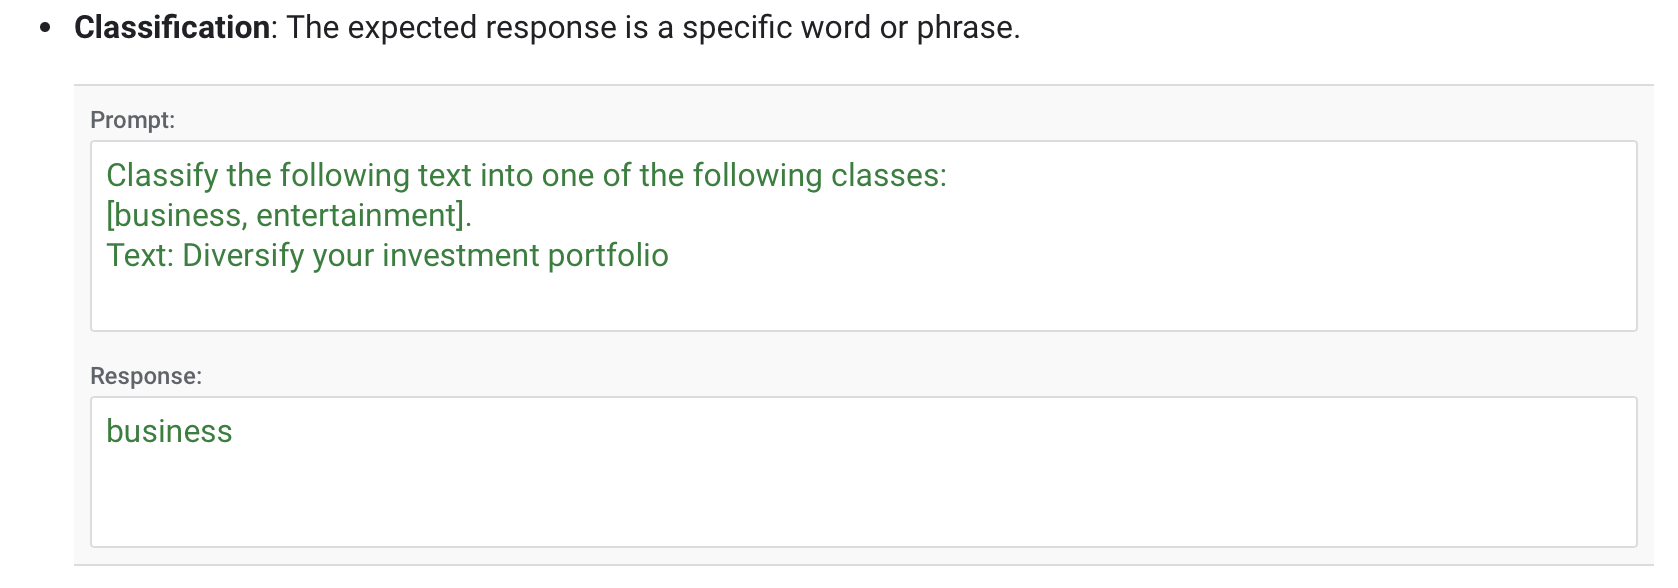 • Classification: The expected response is a specific word or phrase.
Prompt:
Classify the following text into one of the following classes:
[business, entertainment].
Text: Diversify your investment portfolio
Response:
business